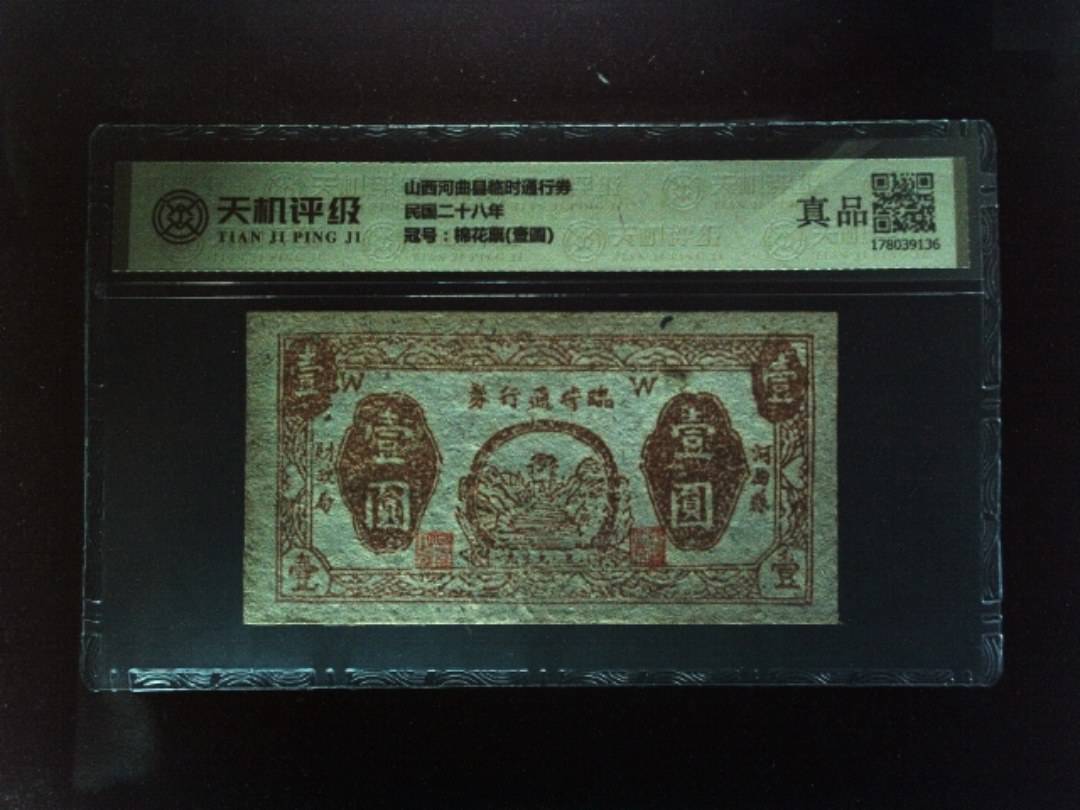 天机评级
TIAN JI PING JI
山西河曲县临时通行券
民国二十八年
冠号：棉花票(壹圆)
真品
178039136
壹
壹
W
W
券行通時臨
壹圓
壹圓
財政局
河曲縣
壹
壹